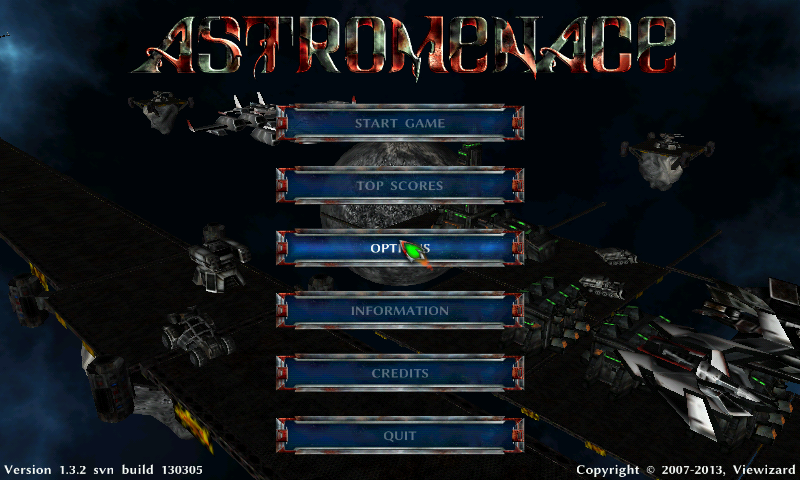 ASTROMENACE
START GAME
TOP SCORES
OPTIONS
INFORMATION
CREDITS
QUIT
Version 1.3.2 svn build 130305
Copyright © 2007-2013, Viewizard